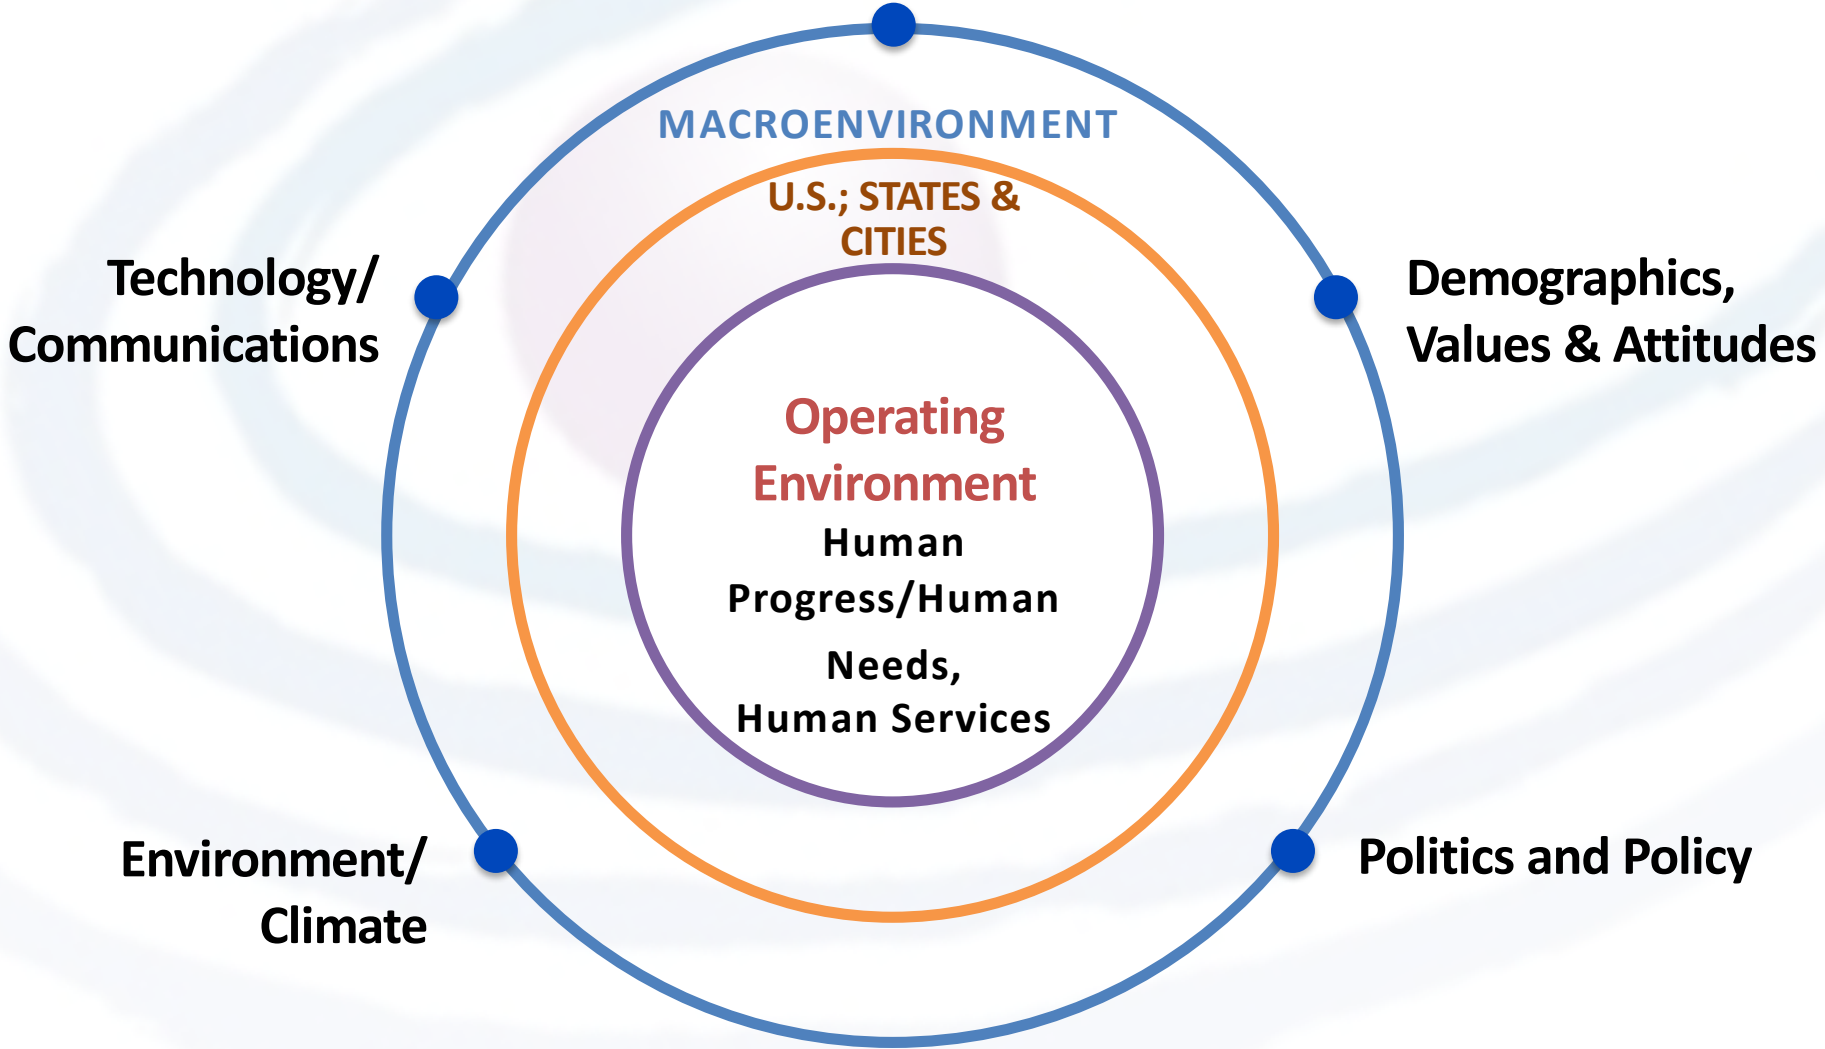 MACROENVIRONMENT
U.S.; STATES &
CITIES
Technology/
Communications
Demographics,
Values & Attitudes
Operating
Environment
Human
Progress/Human
Needs,
Human Services
Environment/
Climate
Politics and Policy